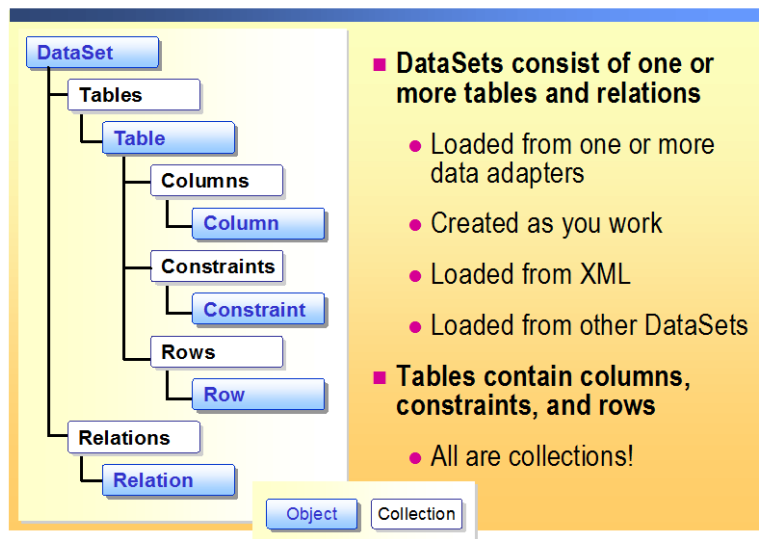 DataSet
Tables
Table
Columns
Column
Constraints
Constraint
Rows
Row
Relations
Relation
Object
Collection
DataSets consist of one or
more tables and relations
Loaded from one or more
data adapters
Created as you work
Loaded from XML
Loaded from other DataSets
Tables contain columns,
constraints, and rows
All are collections!